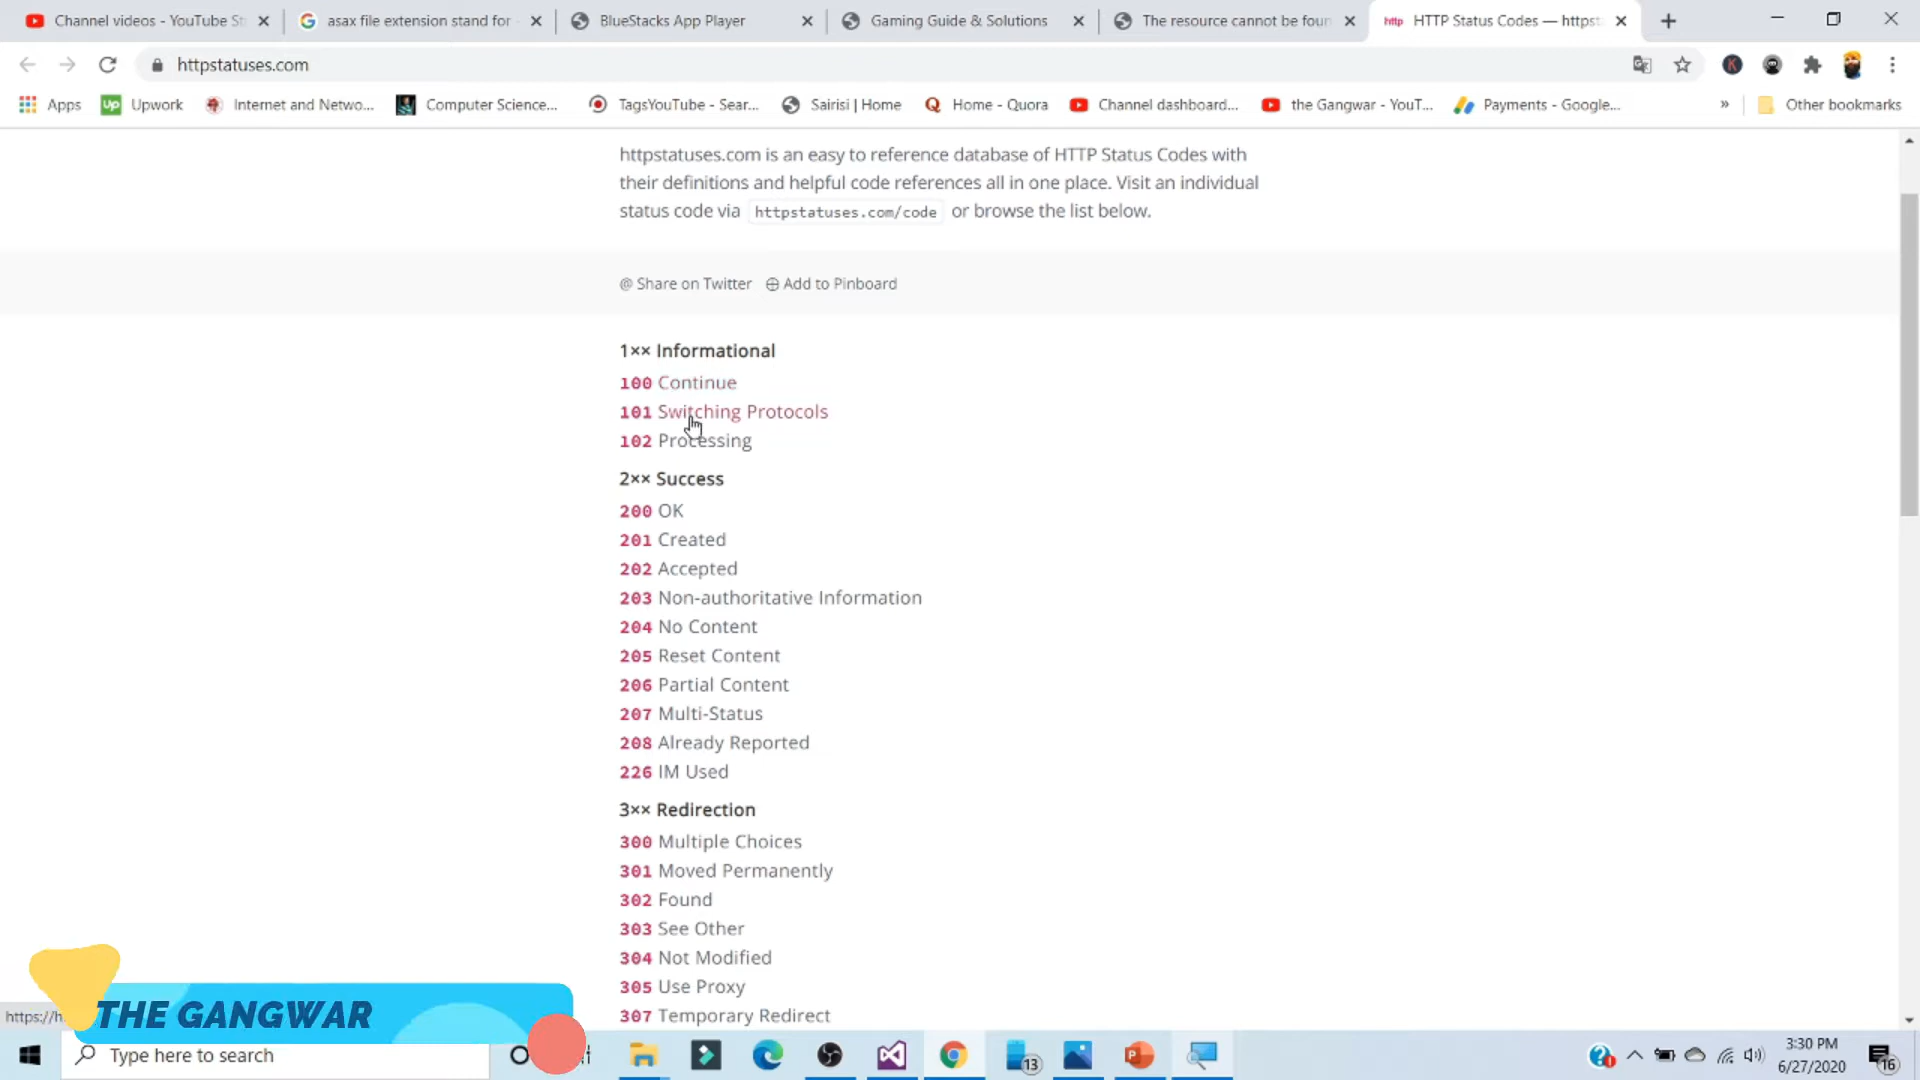 Channel videos - YouTube St
asax file extension stand for -
BlueStacks App Player
Gaming Guide & Solutions
The resource cannot be foun
http HTTP Status Codes — https:
httpstatuses.com
Apps
Up Upwork
Internet and Netwo...
Computer Science...
TagsYouTube - Sear...
Sairisi | Home
Q Home - Quora
Channel dashboard...
the Gangwar - YouT...
Payments - Google...
» Other bookmarks
httpstatuses.com is an easy to reference database of HTTP Status Codes with
their definitions and helpful code references all in one place. Visit an individual
status code via httpstatuses.com/code or browse the list below.
@ Share on Twitter ⊕ Add to Pinboard
1×× Informational
100 Continue
101 Switching Protocols
102 Processing
2×× Success
200 OK
201 Created
202 Accepted
203 Non-authoritative Information
204 No Content
205 Reset Content
206 Partial Content
207 Multi-Status
208 Already Reported
226 IM Used
3×× Redirection
300 Multiple Choices
301 Moved Permanently
302 Found
303 See Other
304 Not Modified
305 Use Proxy
307 Temporary Redirect
https://h
THE GANGWAR
Type here to search
13
3:30 PM
6/27/2020
16